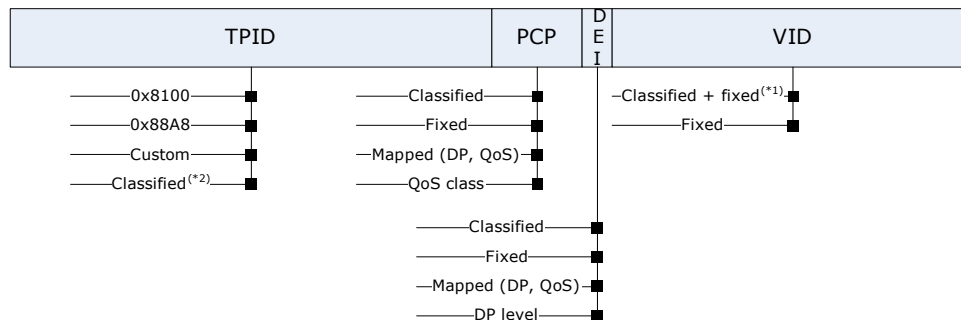 TPID PCP DEI VID
0x8100 Classified Classified + fixed(*1)
0x88A8 Fixed Fixed
Custom Mapped (DP, QoS)
Classified(*2) QoS class
Classified
Fixed
Mapped (DP, QoS)
DP level